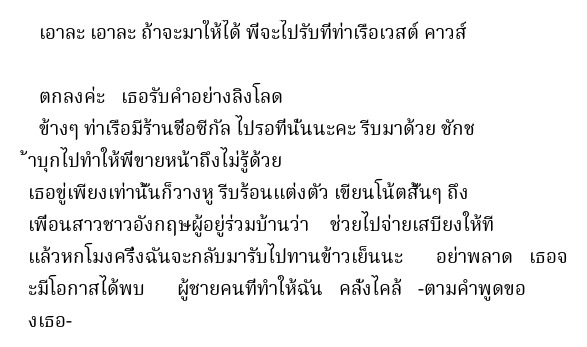 เอาละ เอาละ ถ้าจะมาให้ได้ พี่จะไปรับที่ท่าเรือเวสต์ คาวส์
ตกลงค่ะ เธอรับคำอย่างลิงโลด
ข้างๆ ท่าเรือมีร้านชื่อซีกัล ไปรอที่นั่นนะคะ รีบมาด้วย ชักช
้าบุกไปทำให้พี่ขายหน้าถึงไม่รู้ด้วย
เธอขู่เพียงเท่านั้นก็วางหู รีบร้อนแต่งตัว เขียนโน้ตสั้นๆ ถึง
เพื่อนสาวชาวอังกฤษผู้อยู่ร่วมบ้านว่า ช่วยไปจ่ายเสบียงให้ที
แล้วหกโมงครึ่งฉันจะกลับมารับไปทานข้าวเย็นนะ อย่าพลาด เธอจ
ะมีโอกาสได้พบ ผู้ชายคนที่ทำให้ฉัน คลั่งไคล้ -ตามคำพูดขอ
งเธอ-